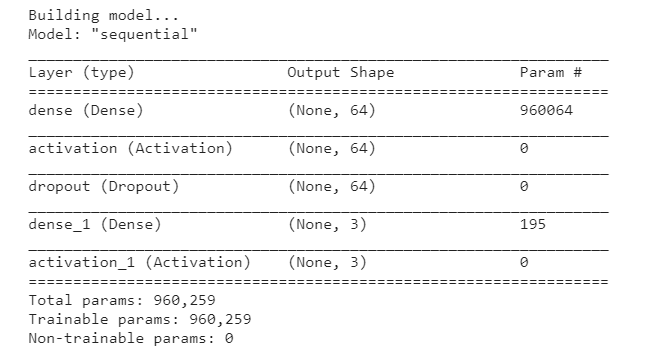 Building model...
Model: "sequential"
_________________________________________________________________
Layer (type)                 Output Shape              Param #
=================================================================
dense (Dense)                (None, 64)                960064
_________________________________________________________________
activation (Activation)      (None, 64)                0
_________________________________________________________________
dropout (Dropout)            (None, 64)                0
_________________________________________________________________
dense_1 (Dense)              (None, 3)                 195
_________________________________________________________________
activation_1 (Activation)    (None, 3)                 0
=================================================================
Total params: 960,259
Trainable params: 960,259
Non-trainable params: 0